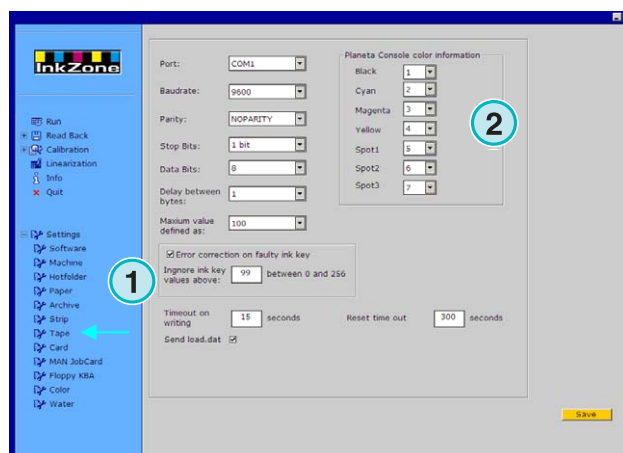 InkZone
Run
Read Back
Calibration
Linearization
Info
Quit
Settings
Software
Machine
Hotfolder
Paper
Archive
Strip
Tape
Card
MAN JobCard
Floppy KBA
Color
Water
Port: COM1
Baudrate: 9600
Parity: NOPARITY
Stop Bits: 1 bit
Data Bits: 8
Delay between
bytes: 1
Maxium value
defined as: 100
Error correction on faulty ink key
Ingnore ink key
values above: 99 between 0 and 256
1
Timeout on
writing 15 seconds
Reset time out 300 seconds
Send load.dat
Planeta Console color information
Black 1
Cyan 2
Magenta 3
Yellow 4
Spot1 5
Spot2 6
Spot3 7
2
Save